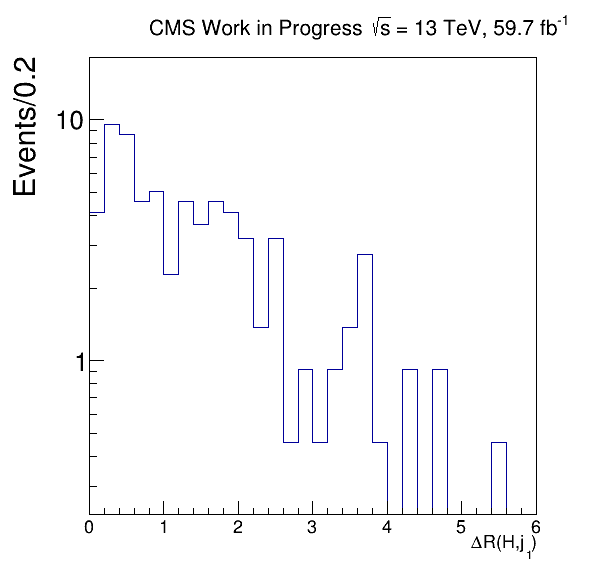 CMS Work in Progress √s = 13 TeV, 59.7 fb⁻¹
Events/0.2
10
1
0 1 2 3 4 5 6
ΔR(H,j₁)